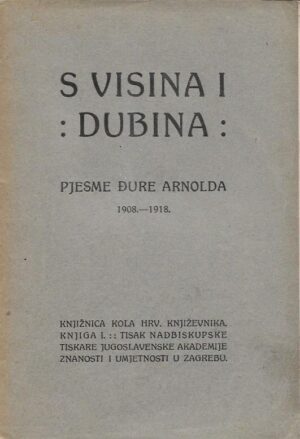 S VISINA I
: DUBINA :
PJESME ĐURE ARNOLDA
1908.—1918.
KNJIŽNICA KOLA HRV. KNJIŽEVNIKA.
KNJIGA I. :: TISAK NADBISKUPSKE
TISKARE JUGOSLAVENSKE AKADEMIJE
ZNANOSTI I UMJETNOSTI U ZAGREBU.